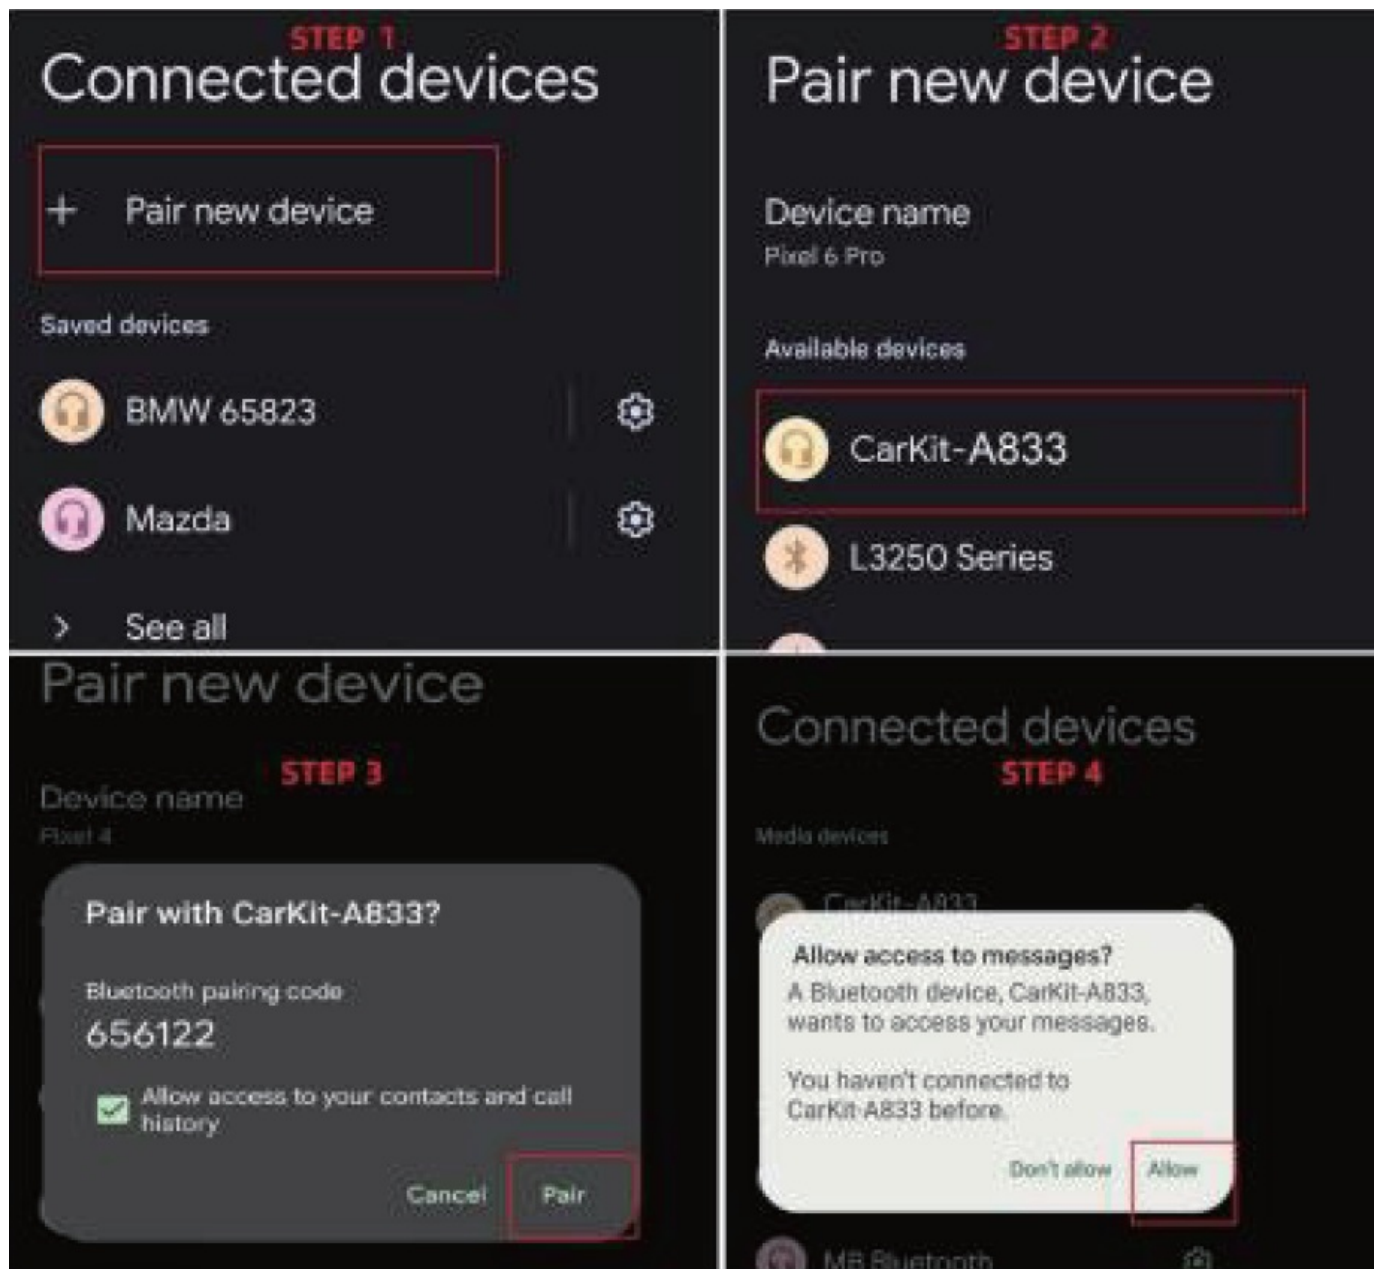 STEP 1
Connected devices
+ Pair new device
Saved devices
BMW 65823
Mazda
> See all
STEP 2
Pair new device
Device name
Pixel 6 Pro
Available devices
CarKit-A833
L3250 Series
Pair new device
STEP 3
Device name
Pixel 4
Pair with CarKit-A833?
Bluetooth pairing code
656122
Allow access to your contacts and call
history
Cancel Pair
Connected devices
STEP 4
Media devices
CarKit-A833
Allow access to messages?
A Bluetooth device, CarKit-A833,
wants to access your messages.
You haven't connected to
CarKit-A833 before.
Don't allow Allow
MB Bluetooth